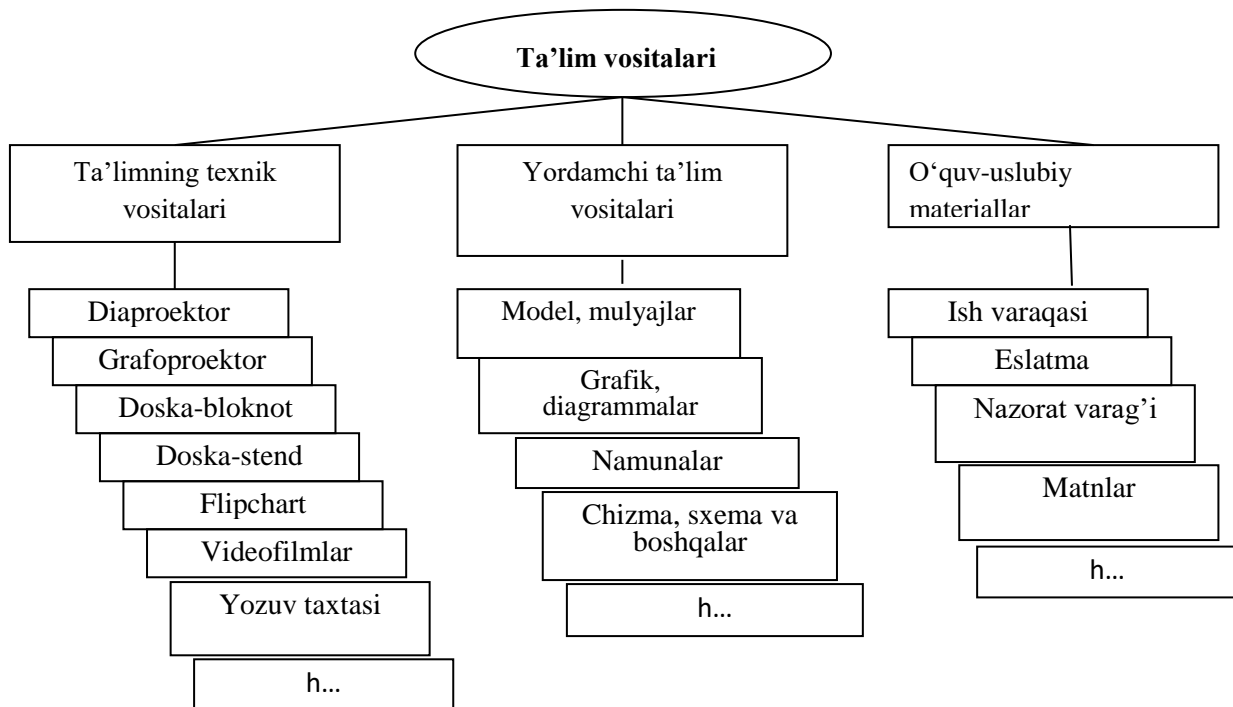 Ta’lim vositalari
Ta’limning texnik
vositalari
Diaproektor
Grafoproektor
Doska-bloknot
Doska-stend
Flipchart
Videofilmlar
Yozuv taxtasi
h...
Yordamchi ta’lim
vositalari
Model, mulyajlar
Grafik,
diagrammalar
Namunalar
Chizma, sxema va
boshqalar
h...
O‘quv-uslubiy
materiallar
Ish varaqasi
Eslatma
Nazorat varag’i
Matnlar
h...